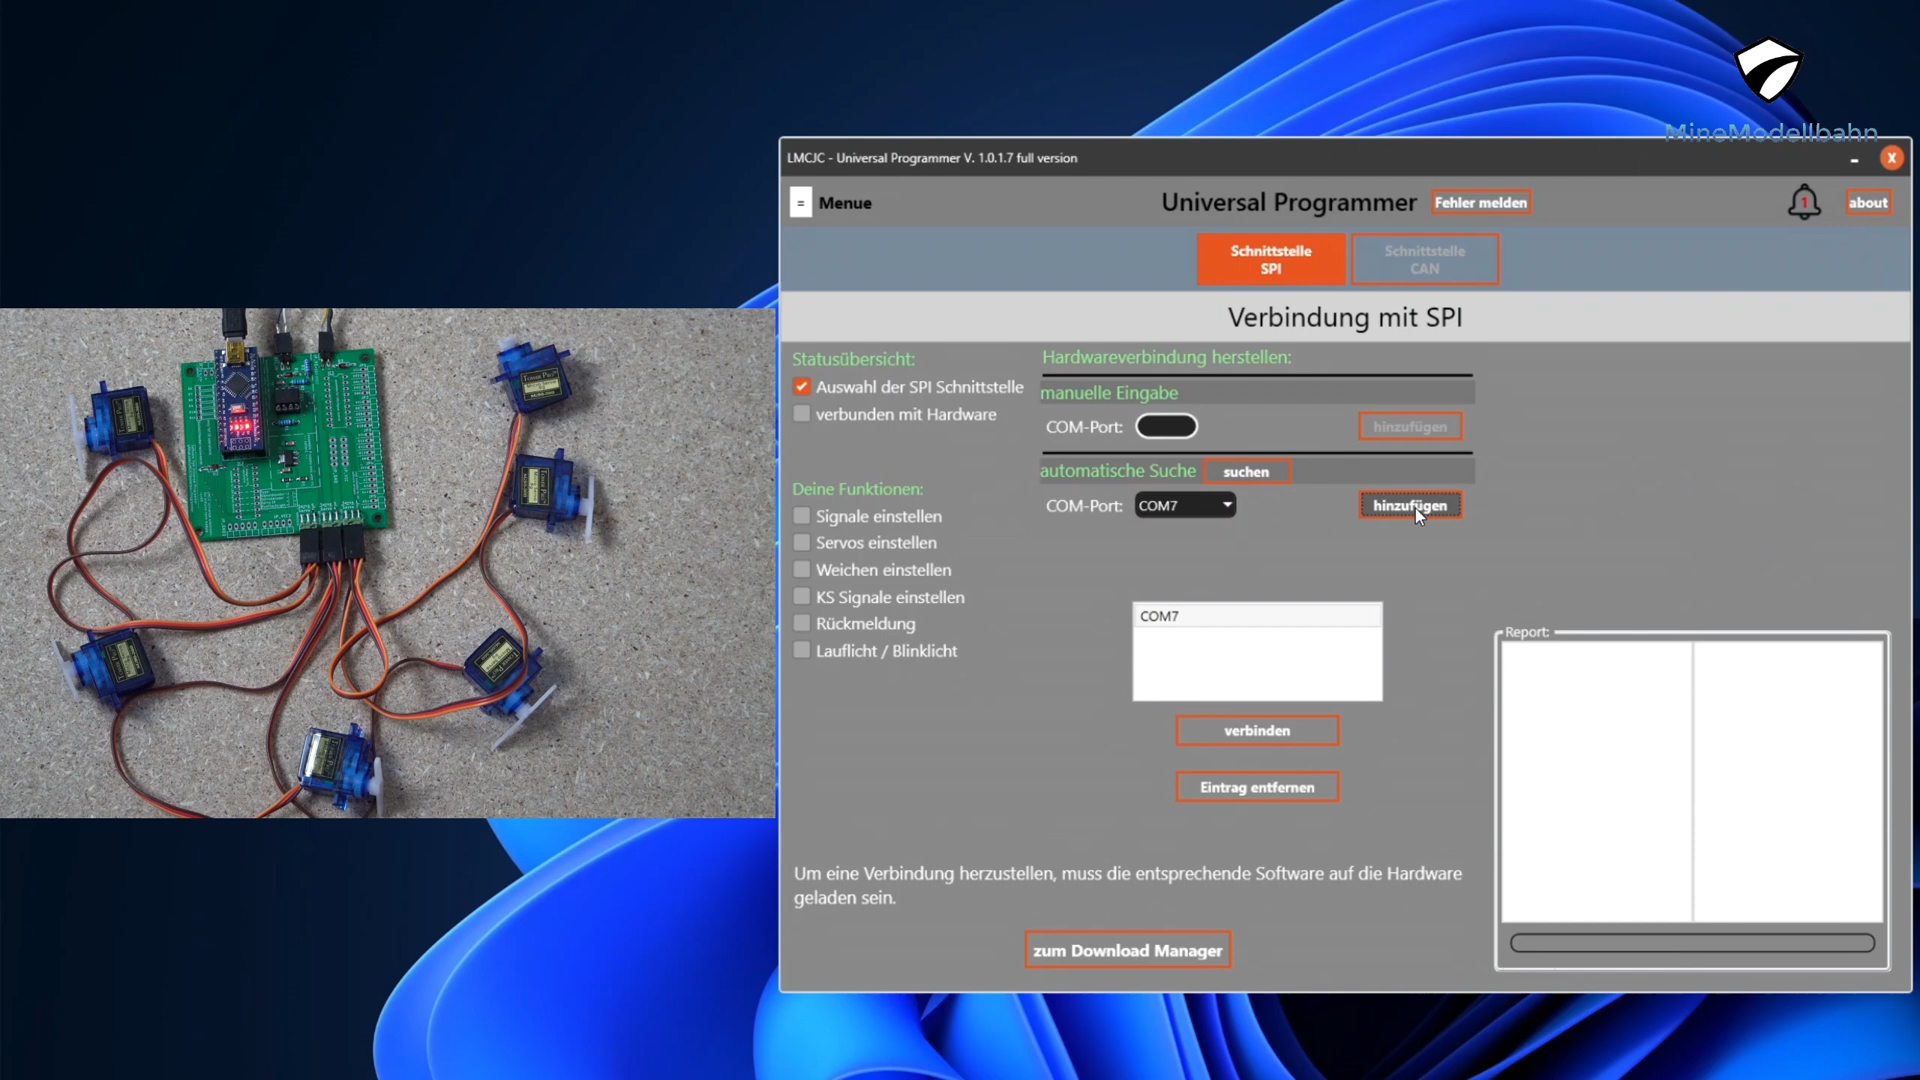 MineModellbahn
LMCJC - Universal Programmer V. 1.0.1.7 full version
X
= Menue
Universal Programmer
Fehler melden
1
about
Schnittstelle
SPI
Schnittstelle
CAN
Verbindung mit SPI
Statusübersicht:
Auswahl der SPI Schnittstelle
verbunden mit Hardware
Deine Funktionen:
Signale einstellen
Servos einstellen
Weichen einstellen
KS Signale einstellen
Rückmeldung
Lauflicht / Blinklicht
Hardwareverbindung herstellen:
manuelle Eingabe
COM-Port:
hinzufügen
automatische Suche
suchen
COM-Port:
COM7
hinzufügen
COM7
verbinden
Eintrag entfernen
Report:
Um eine Verbindung herzustellen, muss die entsprechende Software auf die Hardware
geladen sein.
zum Download Manager